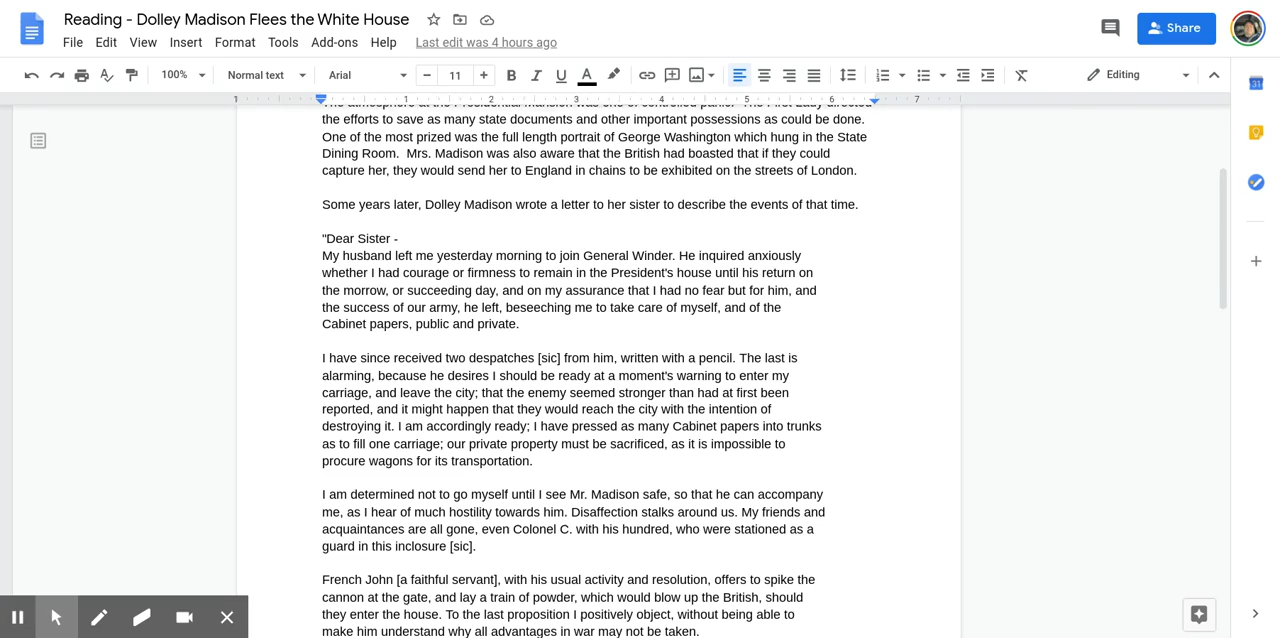 Reading - Dolley Madison Flees the White House
File Edit View Insert Format Tools Add-ons Help Last edit was 4 hours ago
Share
100% Normal text Arial 11 B I U A Editing
1 1 2 3 4 5 6 7
31
the efforts to save as many state documents and other important possessions as could be done.
One of the most prized was the full length portrait of George Washington which hung in the State
Dining Room. Mrs. Madison was also aware that the British had boasted that if they could
capture her, they would send her to England in chains to be exhibited on the streets of London.
Some years later, Dolley Madison wrote a letter to her sister to describe the events of that time.
"Dear Sister -
My husband left me yesterday morning to join General Winder. He inquired anxiously
whether I had courage or firmness to remain in the President's house until his return on
the morrow, or succeeding day, and on my assurance that I had no fear but for him, and
the success of our army, he left, beseeching me to take care of myself, and of the
Cabinet papers, public and private.
I have since received two despatches [sic] from him, written with a pencil. The last is
alarming, because he desires I should be ready at a moment's warning to enter my
carriage, and leave the city; that the enemy seemed stronger than had at first been
reported, and it might happen that they would reach the city with the intention of
destroying it. I am accordingly ready; I have pressed as many Cabinet papers into trunks
as to fill one carriage; our private property must be sacrificed, as it is impossible to
procure wagons for its transportation.
I am determined not to go myself until I see Mr. Madison safe, so that he can accompany
me, as I hear of much hostility towards him. Disaffection stalks around us. My friends and
acquaintances are all gone, even Colonel C. with his hundred, who were stationed as a
guard in this inclosure [sic].
French John [a faithful servant], with his usual activity and resolution, offers to spike the
cannon at the gate, and lay a train of powder, which would blow up the British, should
they enter the house. To the last proposition I positively object, without being able to
make him understand why all advantages in war may not be taken.